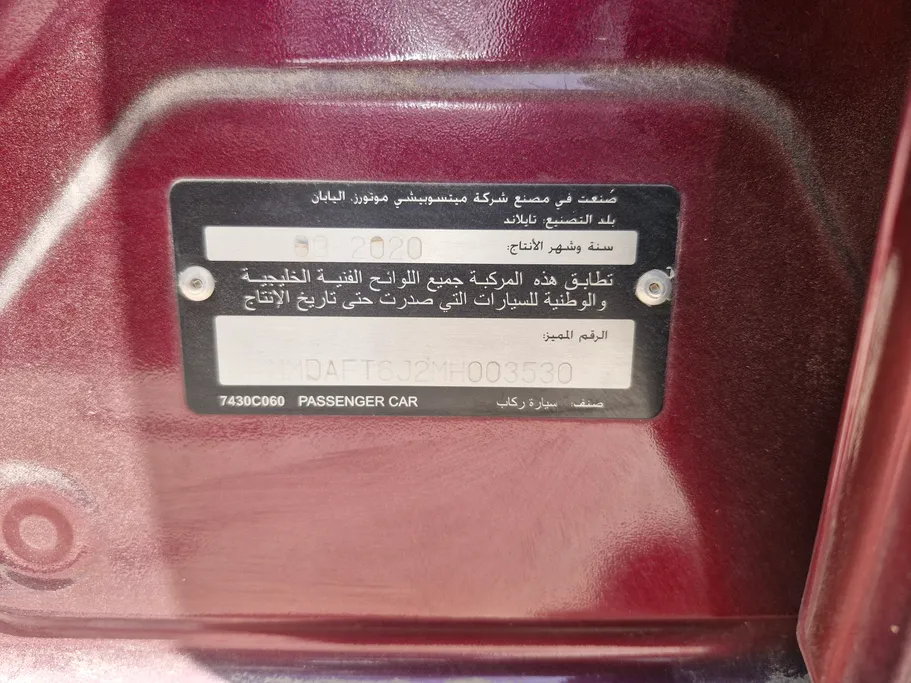 صُنعت في مصنع شركة ميتسوبيشي موتورز, اليابان
بلد التصنيع: تايلاند
سنة وشهر الأنتاج: 2020
تطابق هذه المركبة جميع اللوائح الفنية الخليجية
والوطنية للسيارات التي صدرت حتى تاريخ الإنتاج
الرقم المميز:
MMDAFT6J2MH003530
7430C060 PASSENGER CAR صنف: سيارة ركاب